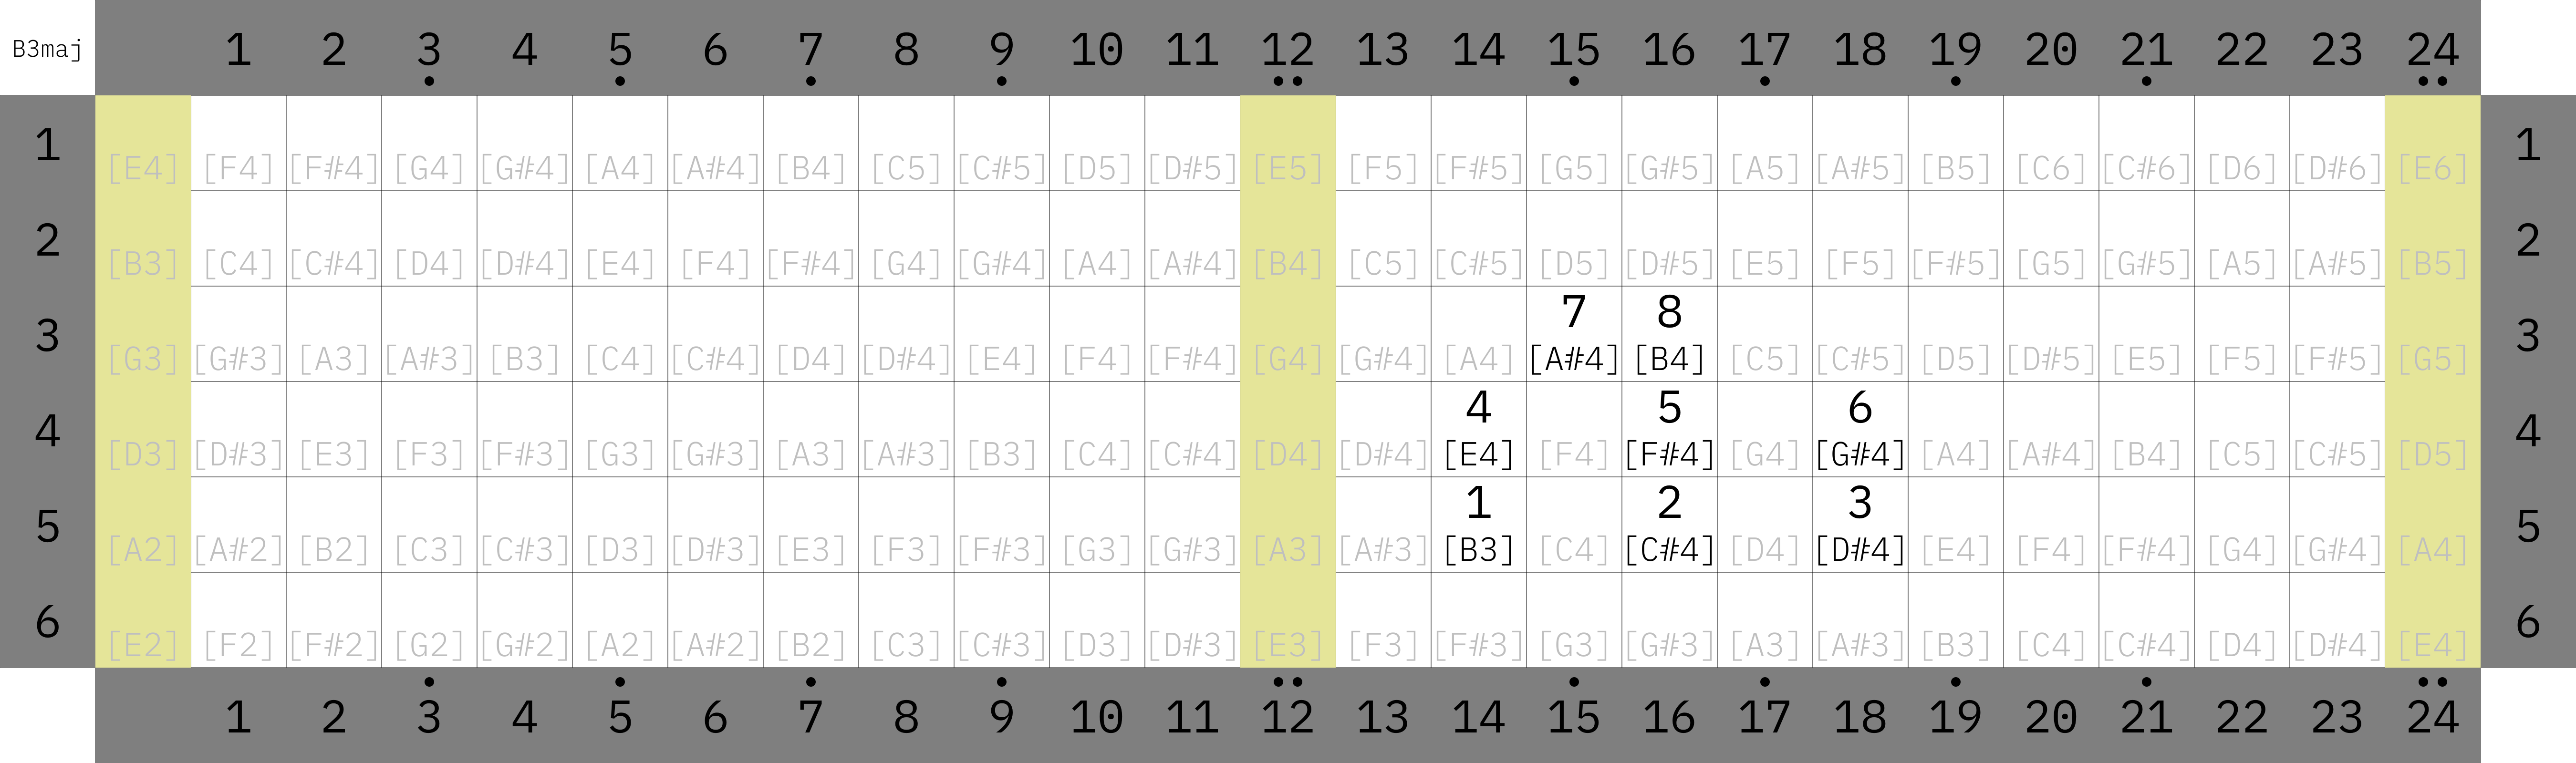 B3maj 1 2 3 4 5 6 7 8 9 10 11 12 13 14 15 16 17 18 19 20 21 22 23 24
1 [E4] [F4] [F#4] [G4] [G#4] [A4] [A#4] [B4] [C5] [C#5] [D5] [D#5] [E5] [F5] [F#5] [G5] [G#5] [A5] [A#5] [B5] [C6] [C#6] [D6] [D#6] [E6] 1
2 [B3] [C4] [C#4] [D4] [D#4] [E4] [F4] [F#4] [G4] [G#4] [A4] [A#4] [B4] [C5] [C#5] [D5] [D#5] [E5] [F5] [F#5] [G5] [G#5] [A5] [A#5] [B5] 2
7 8
3 [G3] [G#3] [A3] [A#3] [B3] [C4] [C#4] [D4] [D#4] [E4] [F4] [F#4] [G4] [G#4] [A4] [A#4] [B4] [C5] [C#5] [D5] [D#5] [E5] [F5] [F#5] [G5] 3
4 5 6
4 [D3] [D#3] [E3] [F3] [F#3] [G3] [G#3] [A3] [A#3] [B3] [C4] [C#4] [D4] [D#4] [E4] [F4] [F#4] [G4] [G#4] [A4] [A#4] [B4] [C5] [C#5] [D5] 4
1 2 3
5 [A2] [A#2] [B2] [C3] [C#3] [D3] [D#3] [E3] [F3] [F#3] [G3] [G#3] [A3] [A#3] [B3] [C4] [C#4] [D4] [D#4] [E4] [F4] [F#4] [G4] [G#4] [A4] 5
6 [E2] [F2] [F#2] [G2] [G#2] [A2] [A#2] [B2] [C3] [C#3] [D3] [D#3] [E3] [F3] [F#3] [G3] [G#3] [A3] [A#3] [B3] [C4] [C#4] [D4] [D#4] [E4] 6
1 2 3 4 5 6 7 8 9 10 11 12 13 14 15 16 17 18 19 20 21 22 23 24